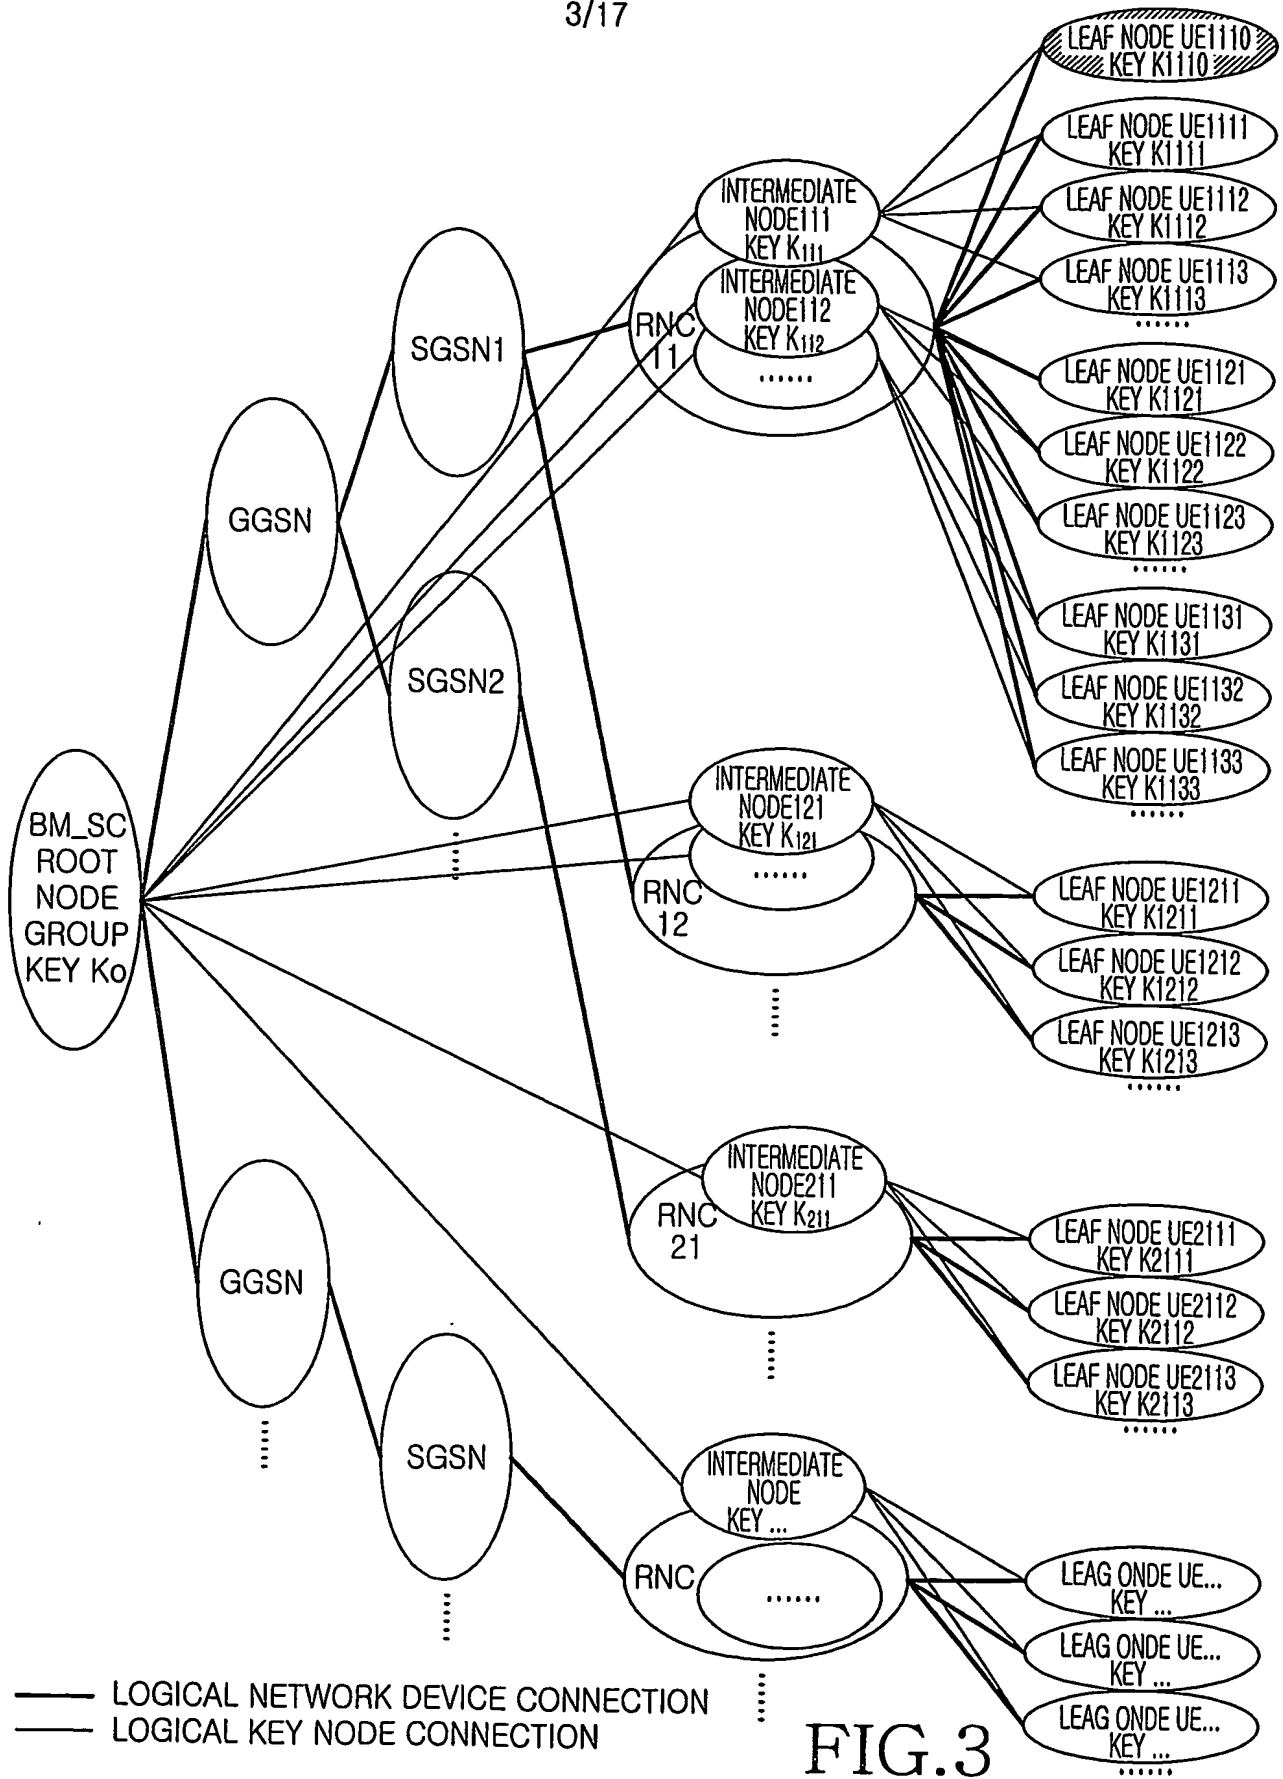 3/17
BM_SC
ROOT
NODE
GROUP
KEY Ko
GGSN
GGSN
......
SGSN1
SGSN2
......
SGSN
......
RNC
11
INTERMEDIATE
NODE111
KEY K111
INTERMEDIATE
NODE112
KEY K112
......
RNC
12
INTERMEDIATE
NODE121
KEY K121
......
......
RNC
21
INTERMEDIATE
NODE211
KEY K211
......
RNC
INTERMEDIATE
NODE
KEY ...
......
......
LEAF NODE UE1110
KEY K1110
LEAF NODE UE1111
KEY K1111
LEAF NODE UE1112
KEY K1112
LEAF NODE UE1113
KEY K1113
......
LEAF NODE UE1121
KEY K1121
LEAF NODE UE1122
KEY K1122
LEAF NODE UE1123
KEY K1123
......
LEAF NODE UE1131
KEY K1131
LEAF NODE UE1132
KEY K1132
LEAF NODE UE1133
KEY K1133
......
LEAF NODE UE1211
KEY K1211
LEAF NODE UE1212
KEY K1212
LEAF NODE UE1213
KEY K1213
......
LEAF NODE UE2111
KEY K2111
LEAF NODE UE2112
KEY K2112
LEAF NODE UE2113
KEY K2113
......
LEAG ONDE UE...
KEY ...
LEAG ONDE UE...
KEY ...
LEAG ONDE UE...
KEY ...
......
LOGICAL NETWORK DEVICE CONNECTION
LOGICAL KEY NODE CONNECTION
FIG.3